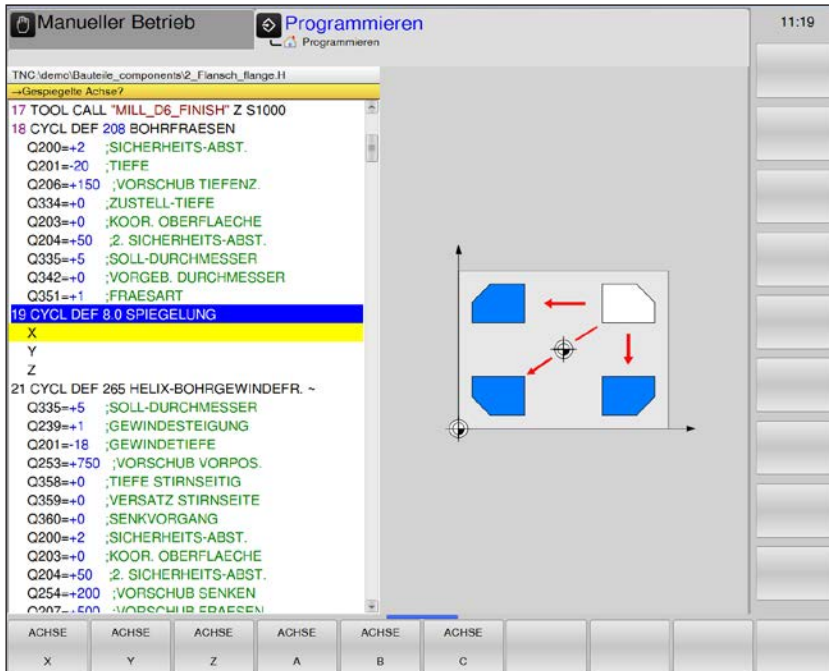 Manueller Betrieb
Programmieren
Programmieren
11:19
TNC:\demo\Bauteile_components\2_Flansch_flange.H
→Gespiegelte Achse?
17 TOOL CALL "MILL_D6_FINISH" Z S1000
18 CYCL DEF 208 BOHRFRAESEN
Q200=+2 ;SICHERHEITS-ABST.
Q201=-20 ;TIEFE
Q206=+150 ;VORSCHUB TIEFENZ.
Q334=+0 ;ZUSTELL-TIEFE
Q203=+0 ;KOOR. OBERFLAECHE
Q204=+50 ;2. SICHERHEITS-ABST.
Q335=+5 ;SOLL-DURCHMESSER
Q342=+0 ;VORGEB. DURCHMESSER
Q351=+1 ;FRAESART
19 CYCL DEF 8.0 SPIEGELUNG
X
Y
Z
21 CYCL DEF 265 HELIX-BOHRGEWINDEFR. ~
Q335=+5 ;SOLL-DURCHMESSER
Q239=+1 ;GEWINDESTEIGUNG
Q201=-18 ;GEWINDETIEFE
Q253=+750 ;VORSCHUB VORPOS.
Q358=+0 ;TIEFE STIRNSEITIG
Q359=+0 ;VERSATZ STIRNSEITE
Q360=+0 ;SENKVORGANG
Q200=+2 ;SICHERHEITS-ABST.
Q203=+0 ;KOOR. OBERFLAECHE
Q204=+50 ;2. SICHERHEITS-ABST.
Q254=+200 ;VORSCHUB SENKEN
Q207=+500 ;VORSCHUB FRAESEN
ACHSE ACHSE ACHSE ACHSE ACHSE ACHSE
X Y Z A B C